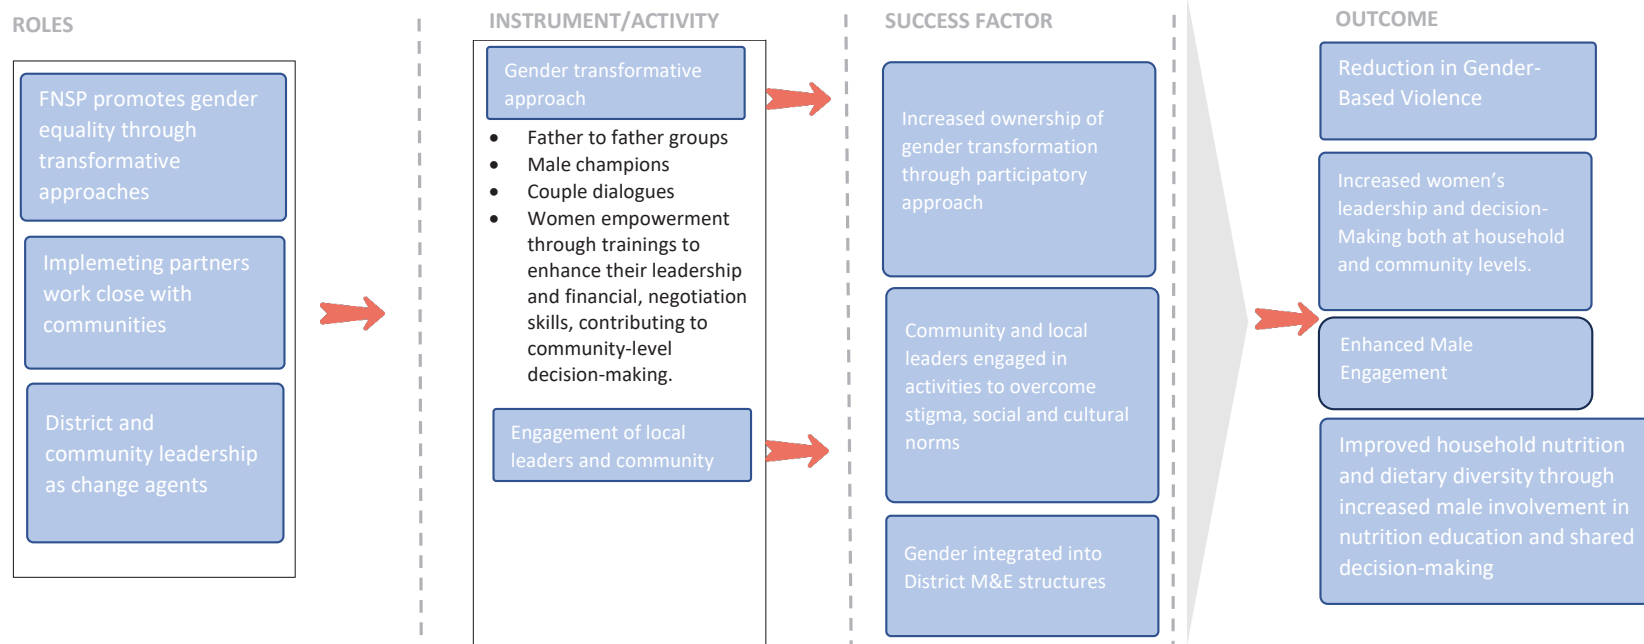 ROLES
FNSP promotes gender
equality through
transformative
approaches
Implemeting partners
work close with
communities
District and
community leadership
as change agents
INSTRUMENT/ACTIVITY
Gender transformative
approach
• Father to father groups
• Male champions
• Couple dialogues
• Women empowerment
through trainings to
enhance their leadership
and financial, negotiation
skills, contributing to
community-level
decision-making.
Engagement of local
leaders and community
SUCCESS FACTOR
Increased ownership of
gender transformation
through participatory
approach
Community and local
leaders engaged in
activities to overcome
stigma, social and cultural
norms
Gender integrated into
District M&E structures
OUTCOME
Reduction in Gender-
Based Violence
Increased women’s
leadership and decision-
Making both at household
and community levels.
Enhanced Male
Engagement
Improved household nutrition
and dietary diversity through
increased male involvement in
nutrition education and shared
decision-making